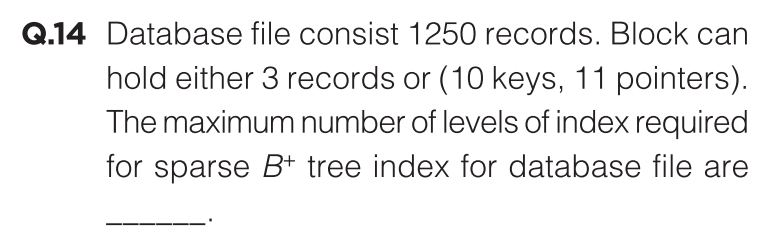 Q.14 Database file consist 1250 records. Block can
hold either 3 records or (10 keys, 11 pointers).
The maximum number of levels of index required
for sparse B+ tree index for database file are
______.